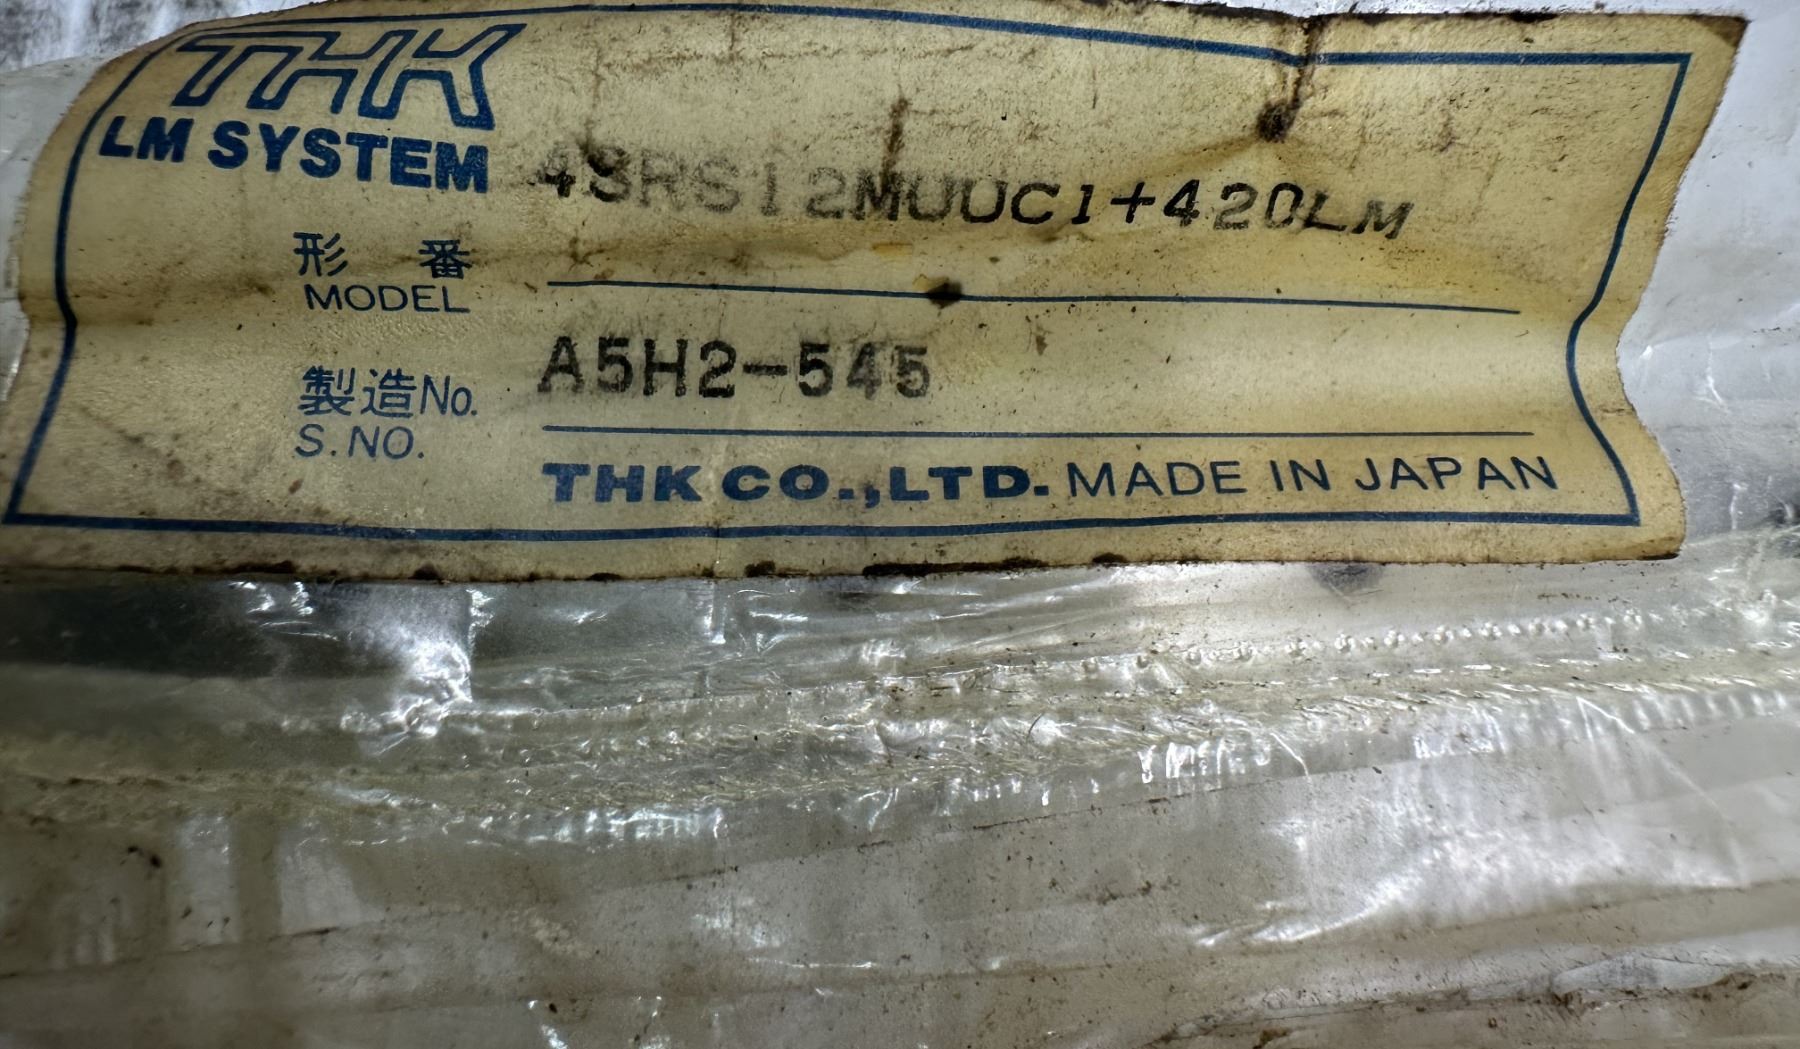 THK
LM SYSTEM
4SRS12MUUC1+420LM
形 番
MODEL
製造No.
A5H2-545
S.NO.
THK CO.,LTD. MADE IN JAPAN